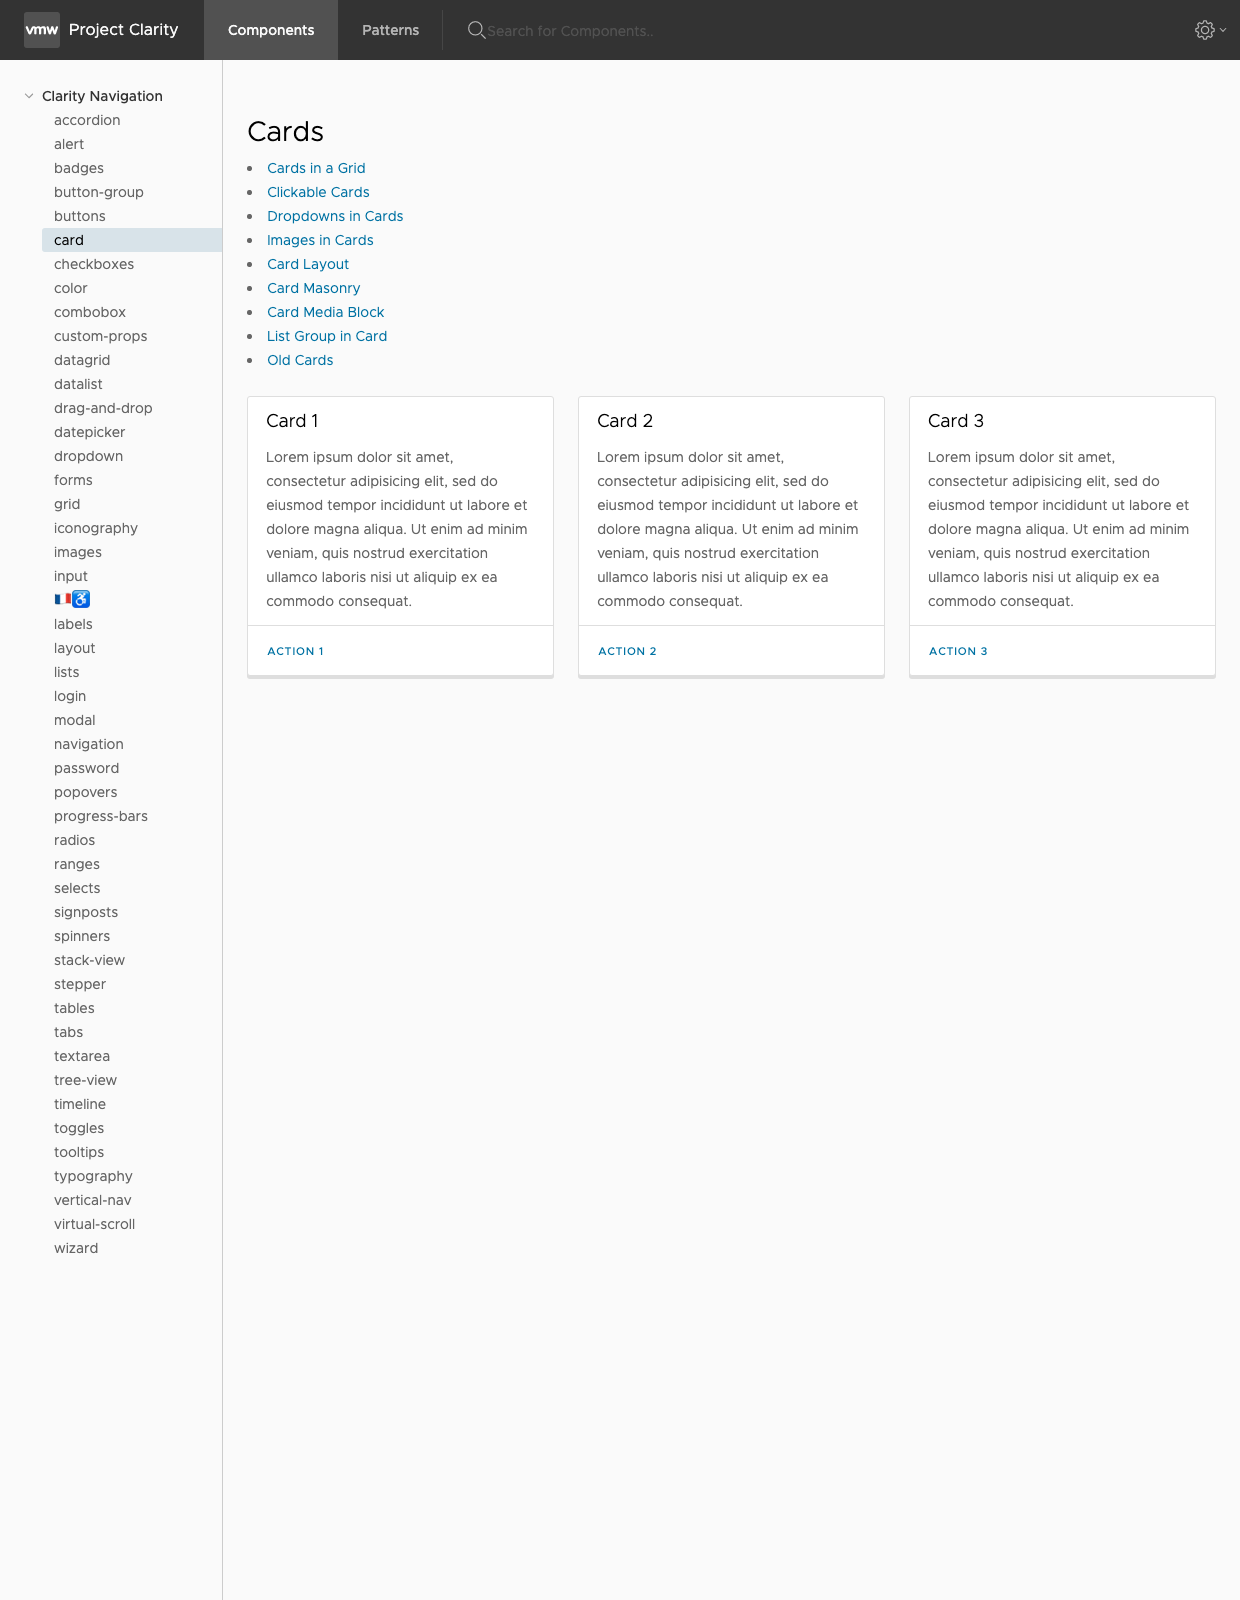 vmw Project Clarity Components Patterns Search for Components..
Clarity Navigation
accordion
alert
badges
button-group
buttons
card
checkboxes
color
combobox
custom-props
datagrid
datalist
drag-and-drop
datepicker
dropdown
forms
grid
iconography
images
input
🇫🇷♿
labels
layout
lists
login
modal
navigation
password
popovers
progress-bars
radios
ranges
selects
signposts
spinners
stack-view
stepper
tables
tabs
textarea
tree-view
timeline
toggles
tooltips
typography
vertical-nav
virtual-scroll
wizard
Cards
Cards in a Grid
Clickable Cards
Dropdowns in Cards
Images in Cards
Card Layout
Card Masonry
Card Media Block
List Group in Card
Old Cards
Card 1
Lorem ipsum dolor sit amet,
consectetur adipisicing elit, sed do
eiusmod tempor incididunt ut labore et
dolore magna aliqua. Ut enim ad minim
veniam, quis nostrud exercitation
ullamco laboris nisi ut aliquip ex ea
commodo consequat.
ACTION 1
Card 2
Lorem ipsum dolor sit amet,
consectetur adipisicing elit, sed do
eiusmod tempor incididunt ut labore et
dolore magna aliqua. Ut enim ad minim
veniam, quis nostrud exercitation
ullamco laboris nisi ut aliquip ex ea
commodo consequat.
ACTION 2
Card 3
Lorem ipsum dolor sit amet,
consectetur adipisicing elit, sed do
eiusmod tempor incididunt ut labore et
dolore magna aliqua. Ut enim ad minim
veniam, quis nostrud exercitation
ullamco laboris nisi ut aliquip ex ea
commodo consequat.
ACTION 3